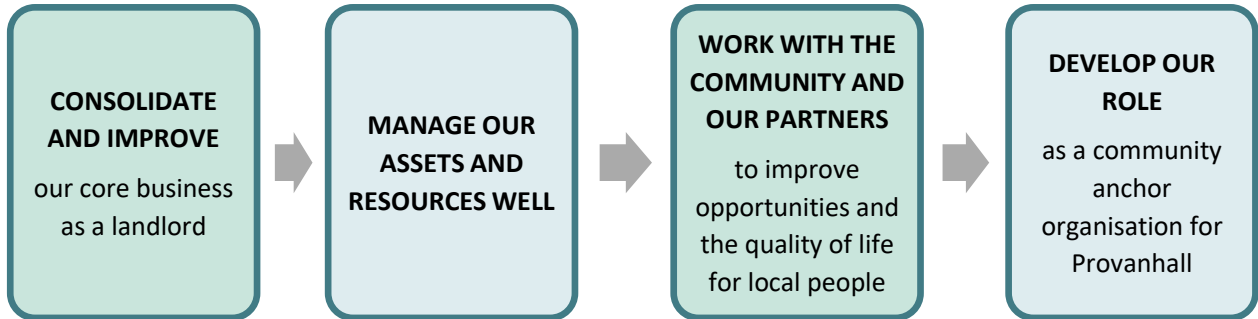 CONSOLIDATE
AND IMPROVE
our core business
as a landlord
MANAGE OUR
ASSETS AND
RESOURCES WELL
WORK WITH THE
COMMUNITY AND
OUR PARTNERS
to improve
opportunities and
the quality of life
for local people
DEVELOP OUR
ROLE
as a community
anchor
organisation for
Provanhall